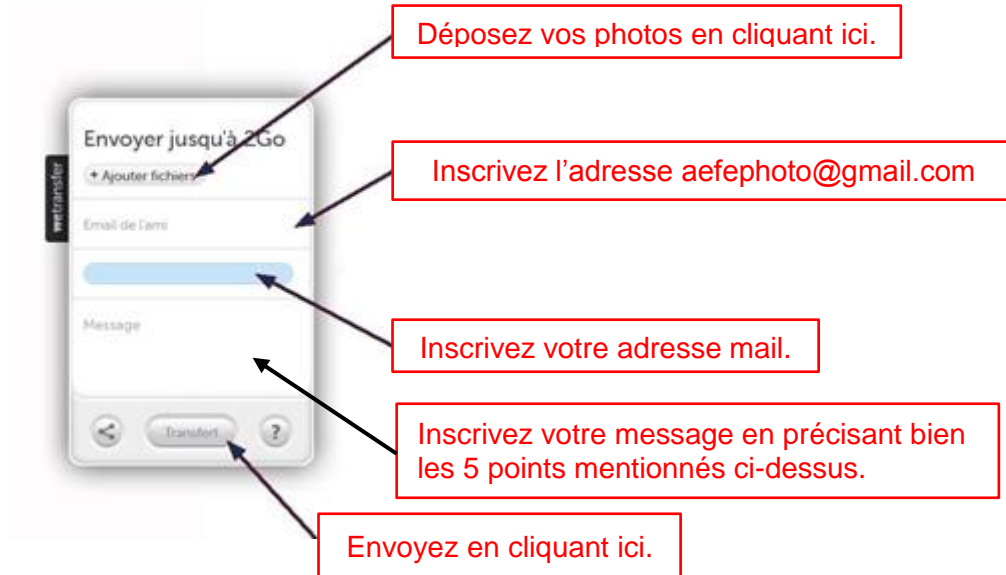 Déposez vos photos en cliquant ici.
Envoyer jusqu'à 2Go
+ Ajouter fichiers
wetransfer
Inscrivez l’adresse aefephoto@gmail.com
Email de l'ami
Inscrivez votre adresse mail.
Message
Inscrivez votre message en précisant bien
les 5 points mentionnés ci-dessus.
Transfert
?
Envoyez en cliquant ici.